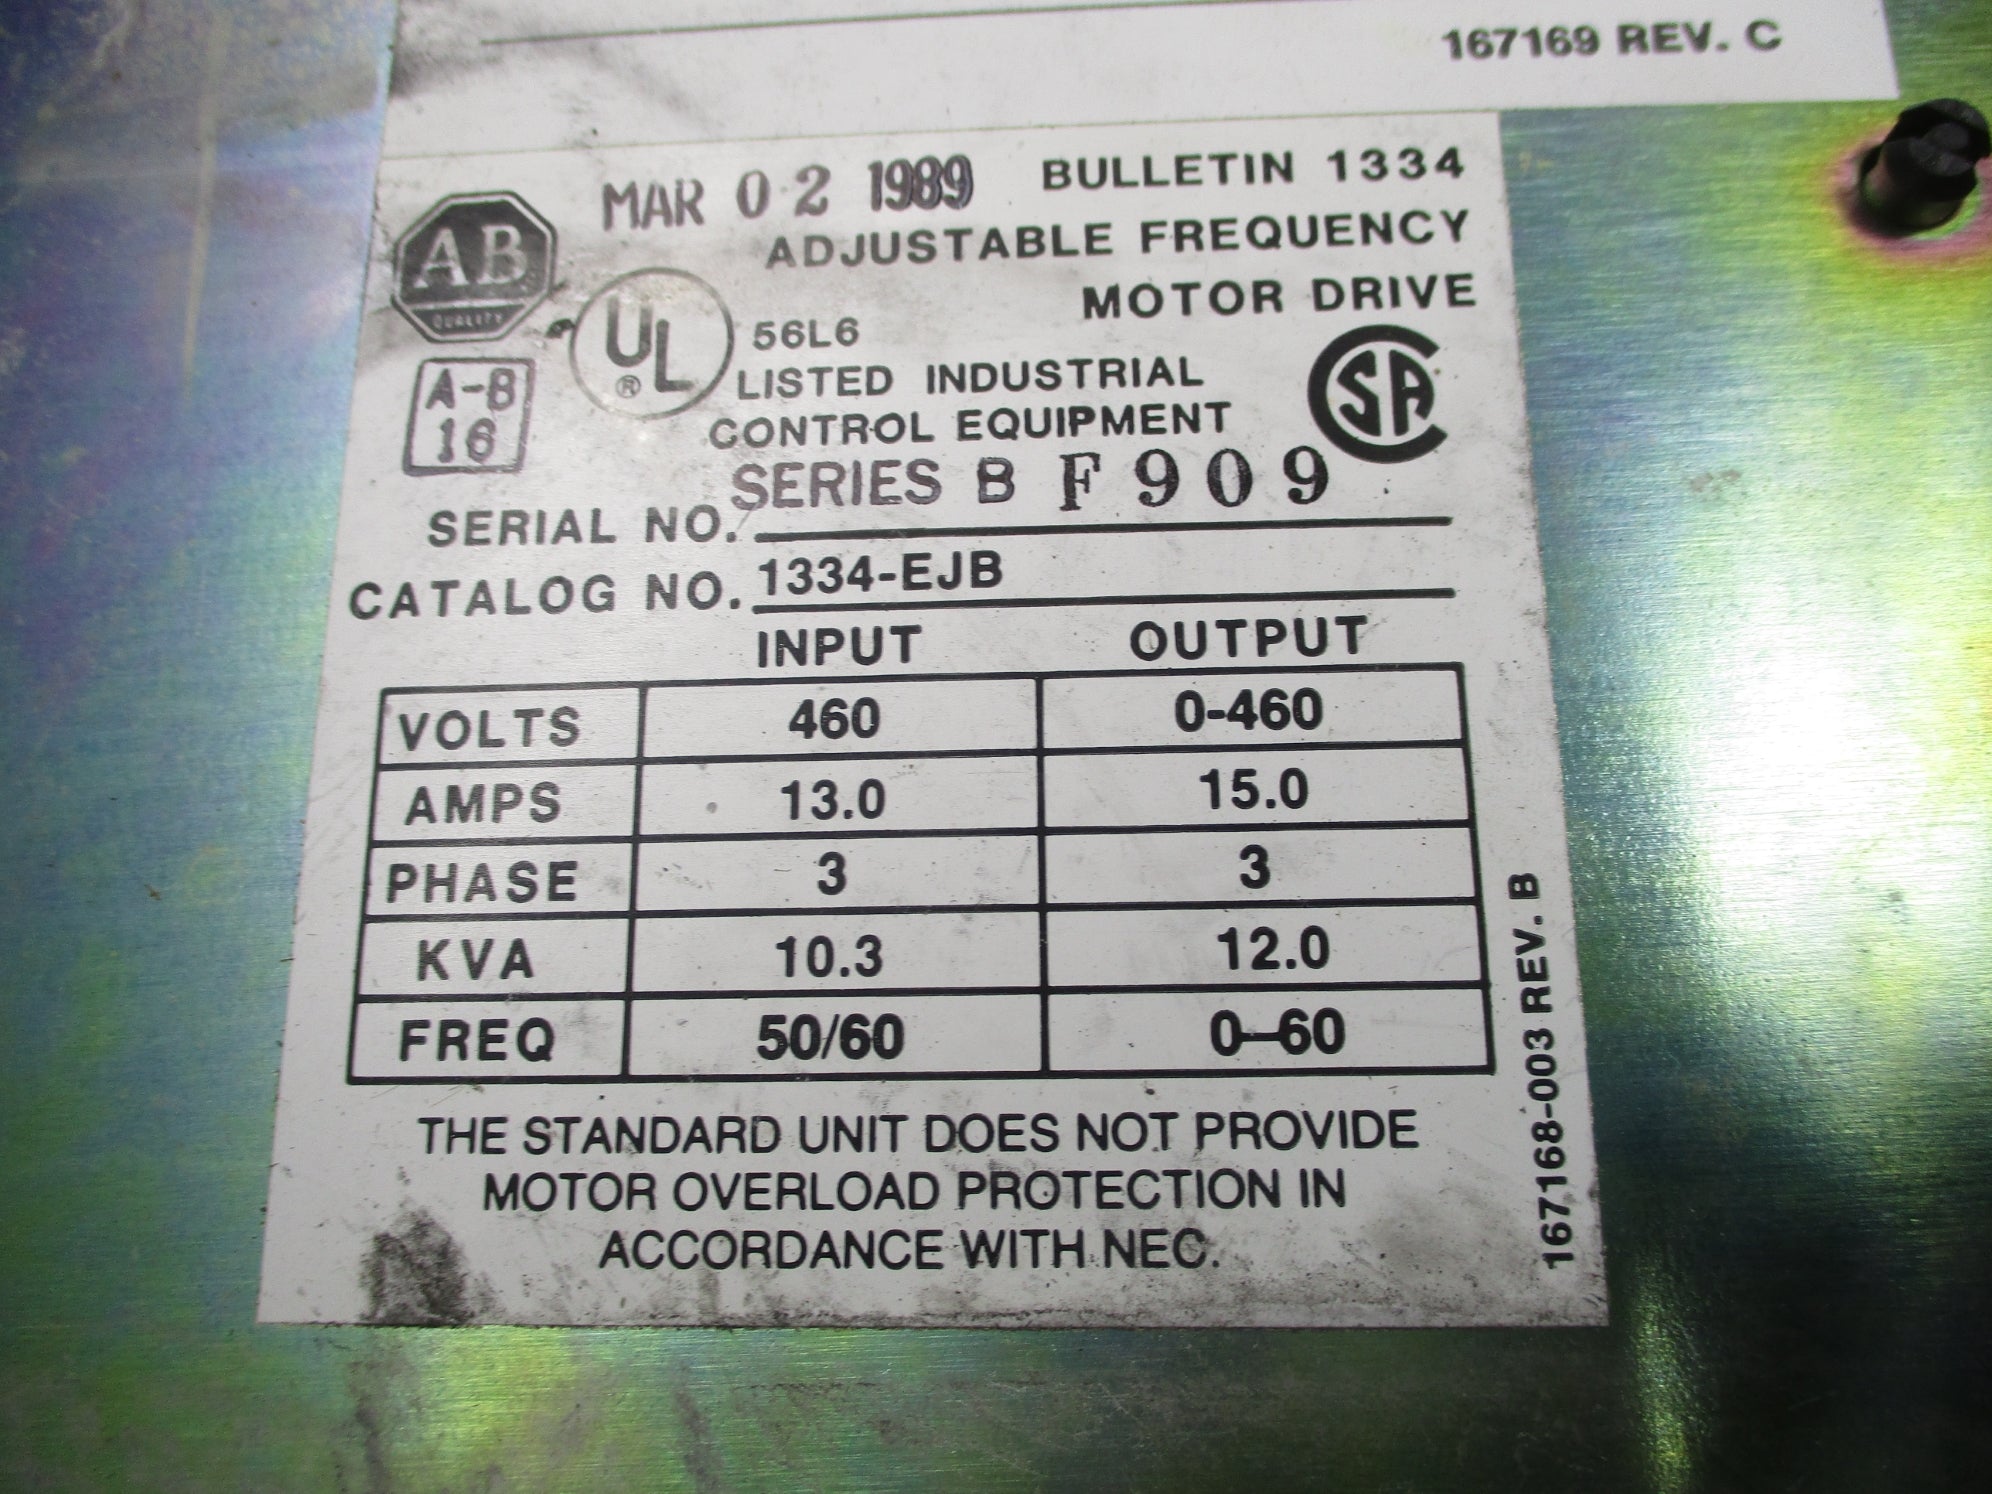 167169 REV. C
MAR 02 1989 BULLETIN 1334
ADJUSTABLE FREQUENCY
MOTOR DRIVE
AB
QUALITY
UL
®
56L6
LISTED INDUSTRIAL
CONTROL EQUIPMENT
SA
A-B
16
SERIAL NO. SERIES B F909
CATALOG NO. 1334-EJB
INPUT OUTPUT
VOLTS 460 0-460
AMPS 13.0 15.0
PHASE 3 3
KVA 10.3 12.0
FREQ 50/60 0-60
THE STANDARD UNIT DOES NOT PROVIDE
MOTOR OVERLOAD PROTECTION IN
ACCORDANCE WITH NEC.
167168-003 REV. B